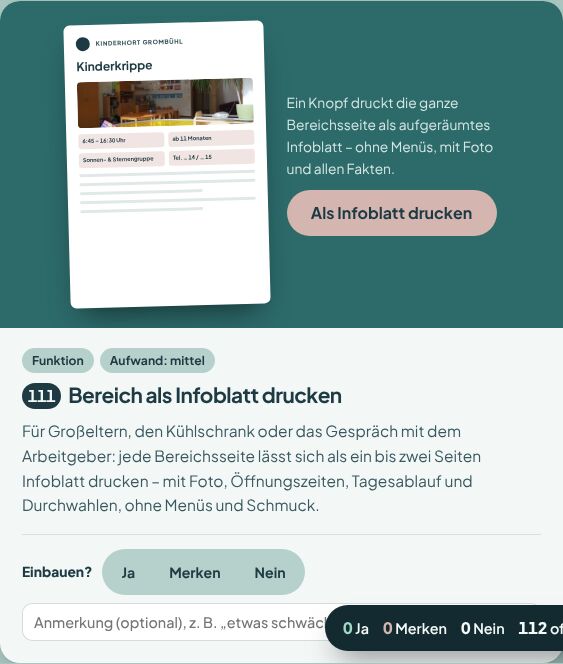 KINDERHORT GROMBÜHL
Kinderkrippe
6:45 – 16:30 Uhr
ab 11 Monaten
Sonnen- & Sternengruppe
Tel. … 14 / … 15
Ein Knopf druckt die ganze
Bereichsseite als aufgeräumtes
Infoblatt – ohne Menüs, mit Foto
und allen Fakten.
Als Infoblatt drucken
Funktion
Aufwand: mittel
111 Bereich als Infoblatt drucken
Für Großeltern, den Kühlschrank oder das Gespräch mit dem
Arbeitgeber: jede Bereichsseite lässt sich als ein bis zwei Seiten
Infoblatt drucken – mit Foto, Öffnungszeiten, Tagesablauf und
Durchwahlen, ohne Menüs und Schmuck.
Einbauen? Ja Merken Nein
Anmerkung (optional), z. B. „etwas schwäc
0 Ja 0 Merken 0 Nein 112 of